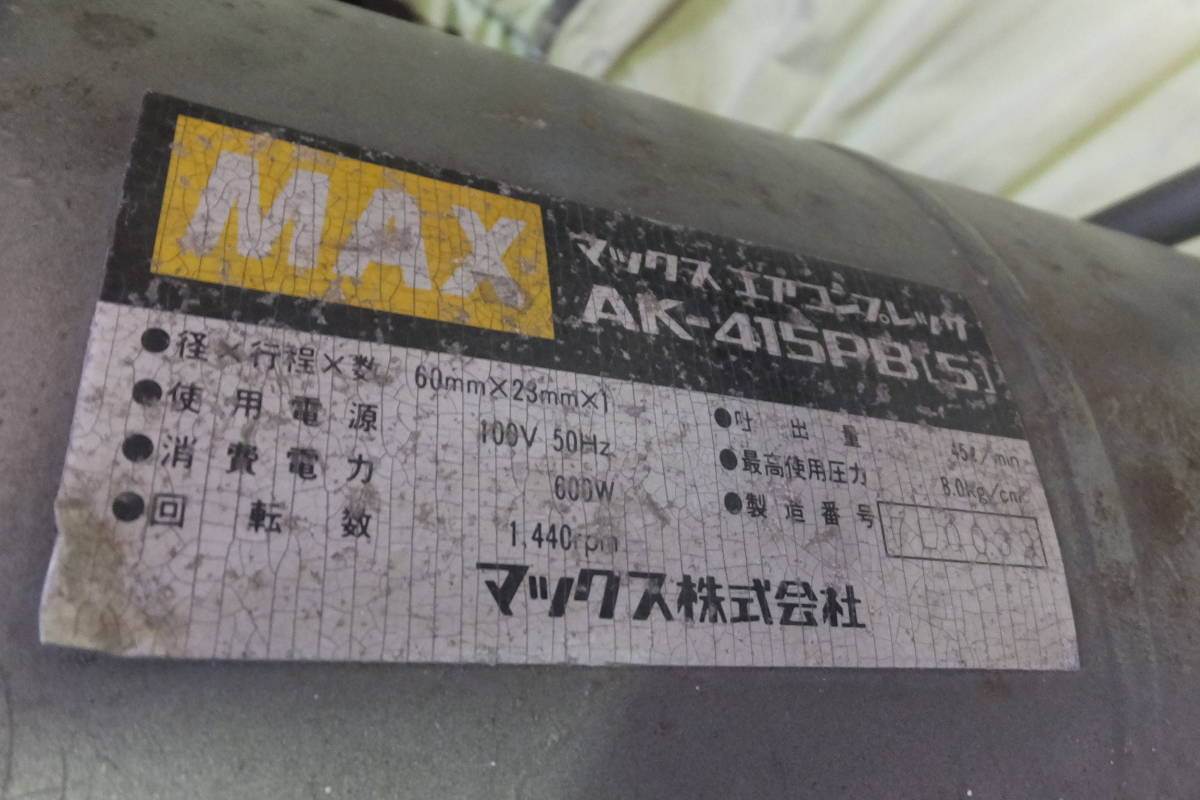 MAX
マックス エアコンプレッサ
AK-415PB[S]
●径×行程×数 60mm×23mm×1
●使用電源 100V 50Hz
●消費電力 600W
●回転数 1,440rpm
●吐出量 45ℓ/min
●最高使用圧力 8.0kg/cm²
●製造番号
マックス株式会社